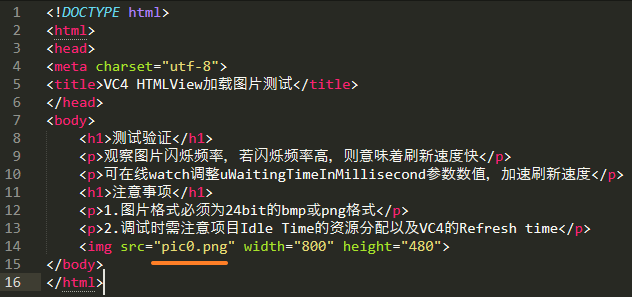 1 <!DOCTYPE html>
2 <html>
3 <head>
4 <meta charset="utf-8">
5 <title>VC4 HTMLView加载图片测试</title>
6 </head>
7 <body>
8     <h1>测试验证</h1>
9     <p>观察图片闪烁频率，若闪烁频率高，则意味着刷新速度快</p>
10     <p>可在线watch调整uWaitingTimeInMillisecond参数数值，加速刷新速度</p>
11     <h1>注意事项</h1>
12     <p>1.图片格式必须为24bit的bmp或png格式</p>
13     <p>2.调试时需注意项目Idle Time的资源分配以及VC4的Refresh time</p>
14     <img src="pic0.png" width="800" height="480">
15 </body>
16 </html>